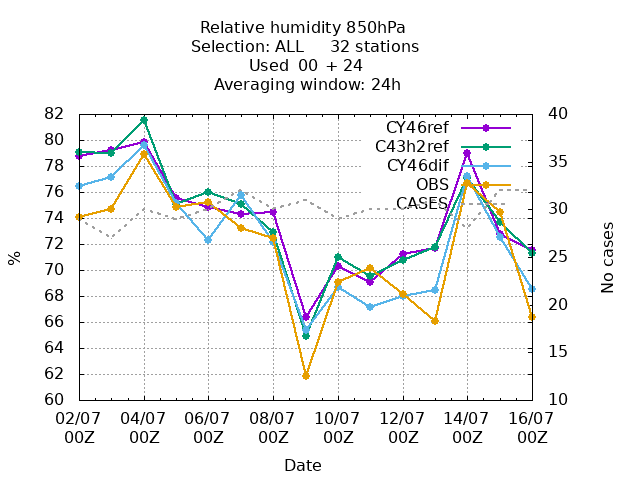 Relative humidity 850hPa
Selection: ALL 32 stations
Used 00 + 24
Averaging window: 24h
82
80
78
76
74
72
70
68
66
64
62
60
%
CY46ref
C43h2ref
CY46dif
OBS
CASES
40
35
30
25
20
15
10
No cases
02/07 04/07 06/07 08/07 10/07 12/07 14/07 16/07
00Z 00Z 00Z 00Z 00Z 00Z 00Z 00Z
Date